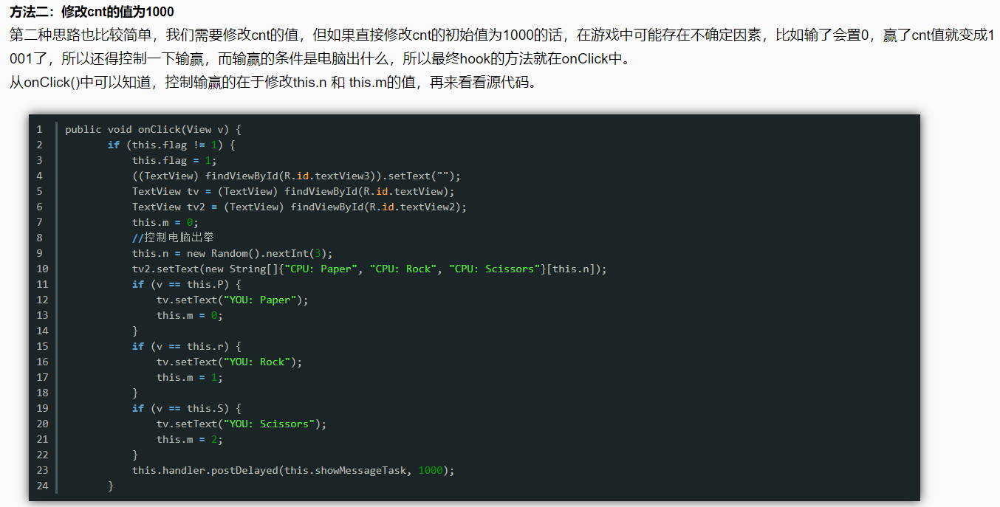 方法二：修改cnt的值为1000
第二种思路也比较简单，我们需要修改cnt的值，但如果直接修改cnt的初始值为1000的话，在游戏中可能存在不确定因素，比如输了会置0，赢了cnt值就变成1
001了，所以还得控制一下输赢，而输赢的条件是电脑出什么，所以最终hook的方法就在onClick中。
从onClick()中可以知道，控制输赢的在于修改this.n 和 this.m的值，再来看看源代码。
1 public void onClick(View v) {
2 if (this.flag != 1) {
3 this.flag = 1;
4 ((TextView) findViewById(R.id.textView3)).setText("");
5 TextView tv = (TextView) findViewById(R.id.textView);
6 TextView tv2 = (TextView) findViewById(R.id.textView2);
7 this.m = 0;
8 //控制电脑出拳
9 this.n = new Random().nextInt(3);
10 tv2.setText(new String[]{"CPU: Paper", "CPU: Rock", "CPU: Scissors"}[this.n]);
11 if (v == this.P) {
12 tv.setText("YOU: Paper");
13 this.m = 0;
14 }
15 if (v == this.r) {
16 tv.setText("YOU: Rock");
17 this.m = 1;
18 }
19 if (v == this.S) {
20 tv.setText("YOU: Scissors");
21 this.m = 2;
22 }
23 this.handler.postDelayed(this.showMessageTask, 1000);
24 }